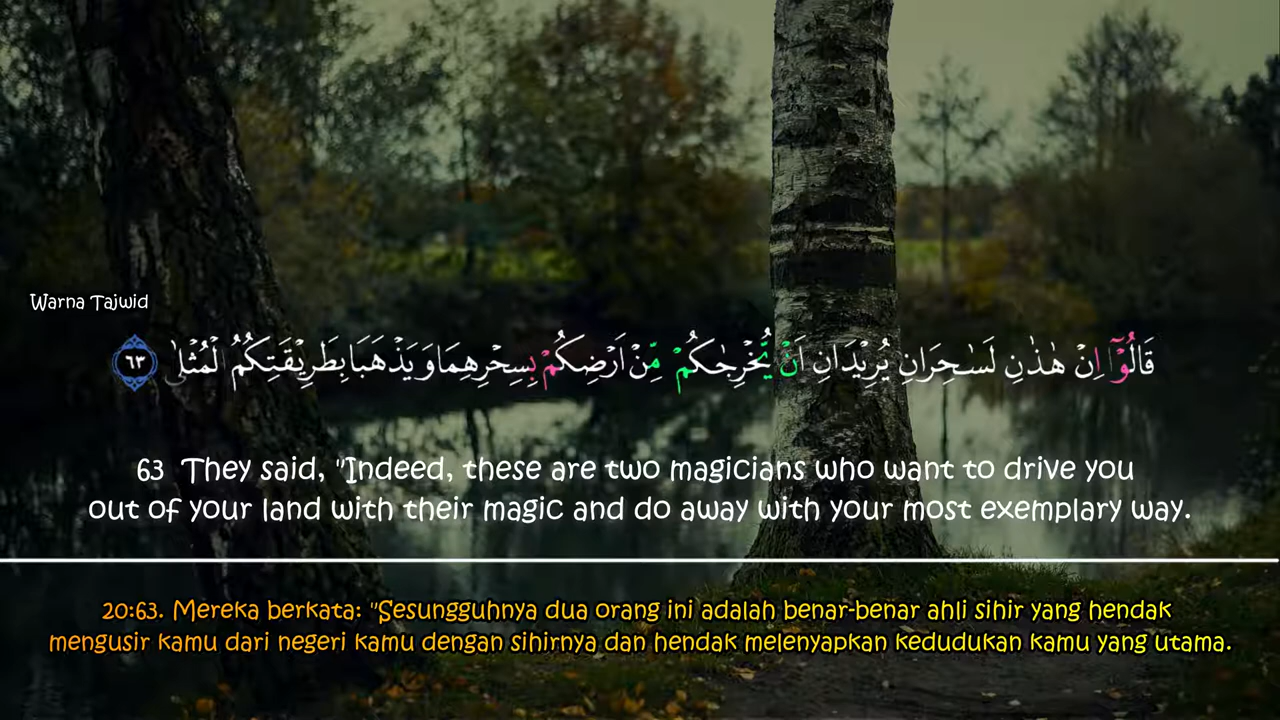 Warna Tajwid
قَالُوْٓا اِنْ هٰذٰنِ لَسٰحِرَانِ يُرِيْدَانِ اَنْ يُّخْرِجٰكُمْ مِّنْ اَرْضِكُمْ بِسِحْرِهِمَا وَيَذْهَبَا بِطَرِيْقَتِكُمُ الْمُثْلٰى ٦٣
63 They said, "Indeed, these are two magicians who want to drive you
out of your land with their magic and do away with your most exemplary way.
20:63. Mereka berkata: "Sesungguhnya dua orang ini adalah benar-benar ahli sihir yang hendak
mengusir kamu dari negeri kamu dengan sihirnya dan hendak melenyapkan kedudukan kamu yang utama.